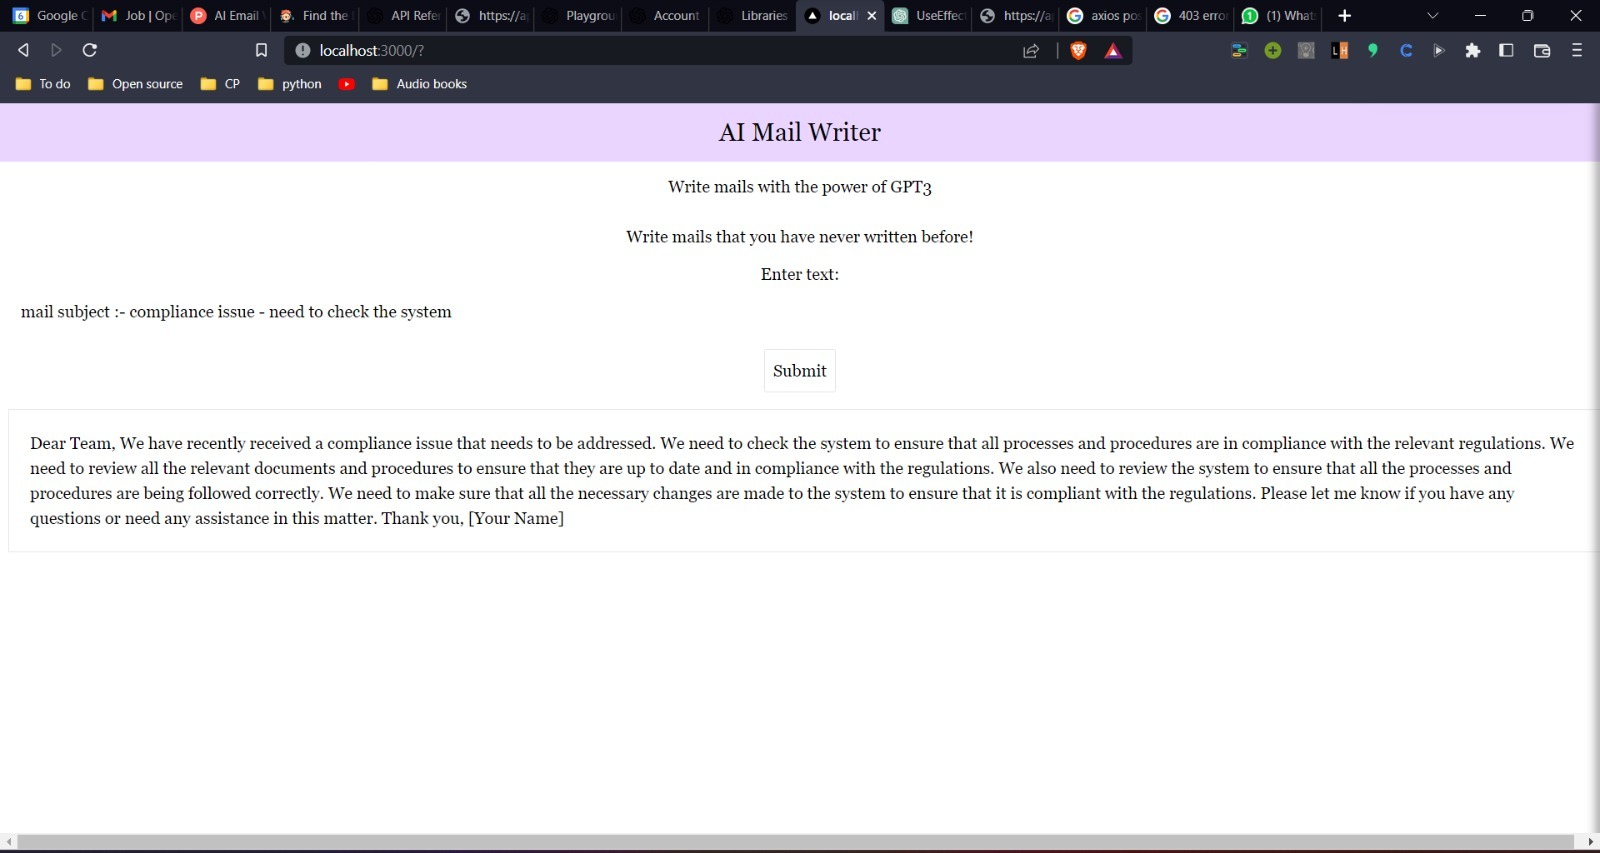 6 Google C
Job | Ope
P AI Email
Find the
API Refer
https://a
Playgrou
Account
Libraries
local
UseEffec
https://a
axios pos
403 erro
1 (1) What
localhost:3000/?
LH
To do
Open source
CP
python
Audio books
AI Mail Writer
Write mails with the power of GPT3
Write mails that you have never written before!
Enter text:
mail subject :- compliance issue - need to check the system
Submit
Dear Team, We have recently received a compliance issue that needs to be addressed. We need to check the system to ensure that all processes and procedures are in compliance with the relevant regulations. We
need to review all the relevant documents and procedures to ensure that they are up to date and in compliance with the regulations. We also need to review the system to ensure that all the processes and
procedures are being followed correctly. We need to make sure that all the necessary changes are made to the system to ensure that it is compliant with the regulations. Please let me know if you have any
questions or need any assistance in this matter. Thank you, [Your Name]